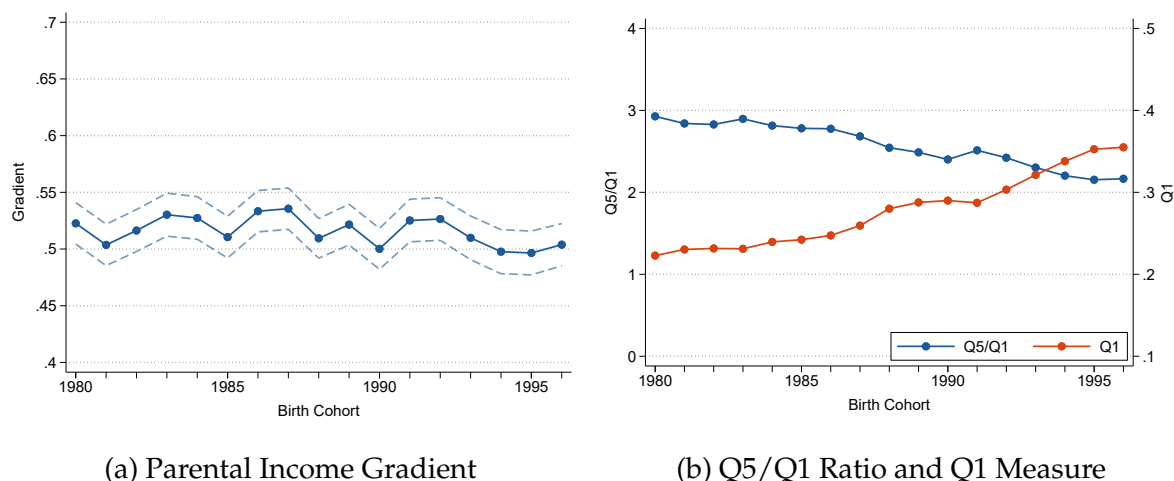 .7
.65
.6
.55
.5
.45
.4
Gradient
1980
1985
1990
1995
Birth Cohort
(a) Parental Income Gradient
4
3
2
1
0
Q5/Q1
.5
.4
.3
.2
.1
Q1
Q5/Q1
Q1
1980
1985
1990
1995
Birth Cohort
(b) Q5/Q1 Ratio and Q1 Measure